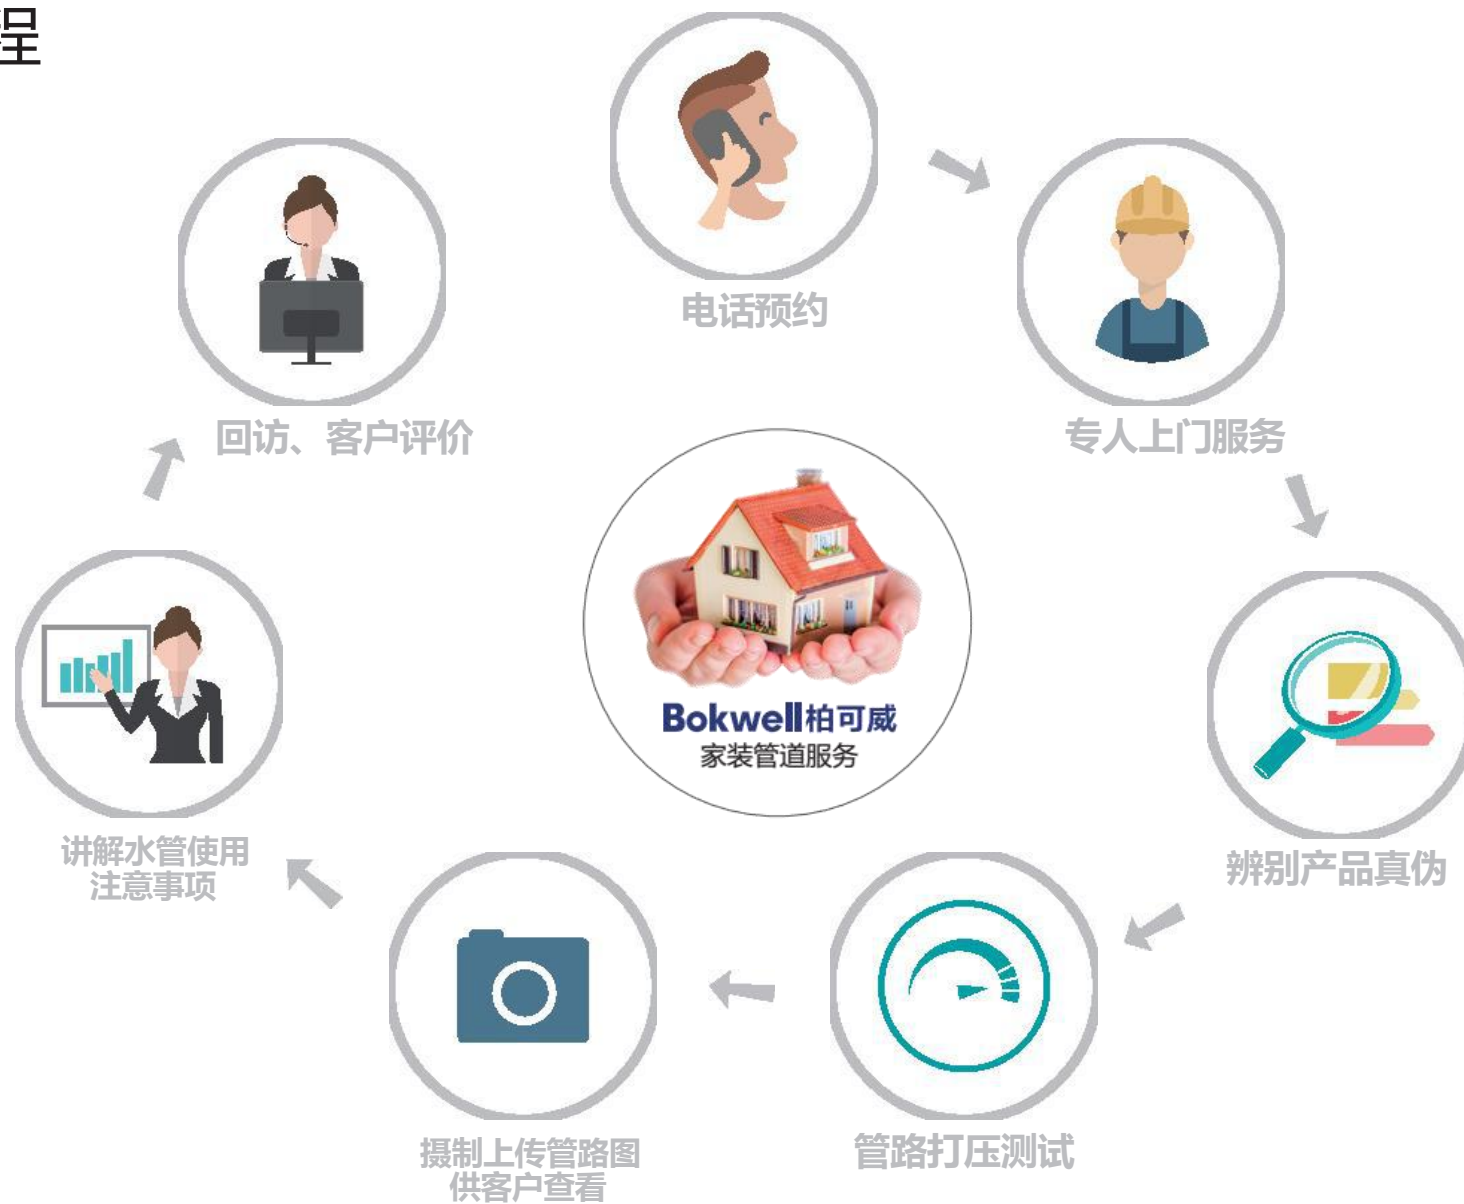 程
电话预约
专人上门服务
辨别产品真伪
管路打压测试
摄制上传管路图
供客户查看
讲解水管使用
注意事项
回访、客户评价
Bokwell柏可威
家装管道服务